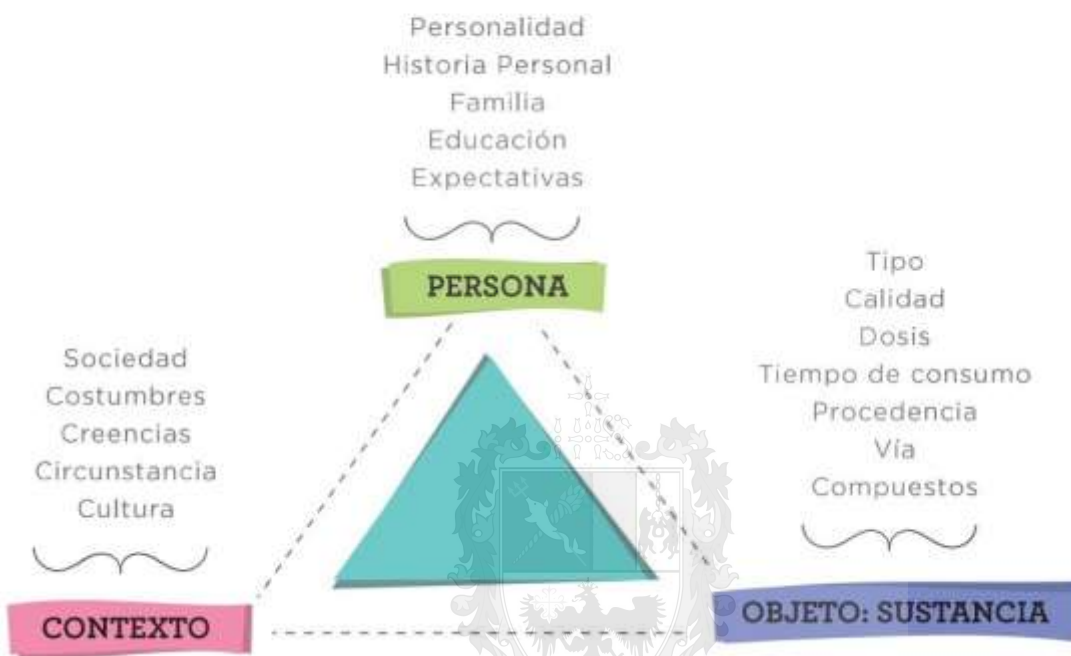 Personalidad
Historia Personal
Familia
Educación
Expectativas
PERSONA
Sociedad
Costumbres
Creencias
Circunstancia
Cultura
CONTEXTO
Tipo
Calidad
Dosis
Tiempo de consumo
Procedencia
Vía
Compuestos
OBJETO: SUSTANCIA